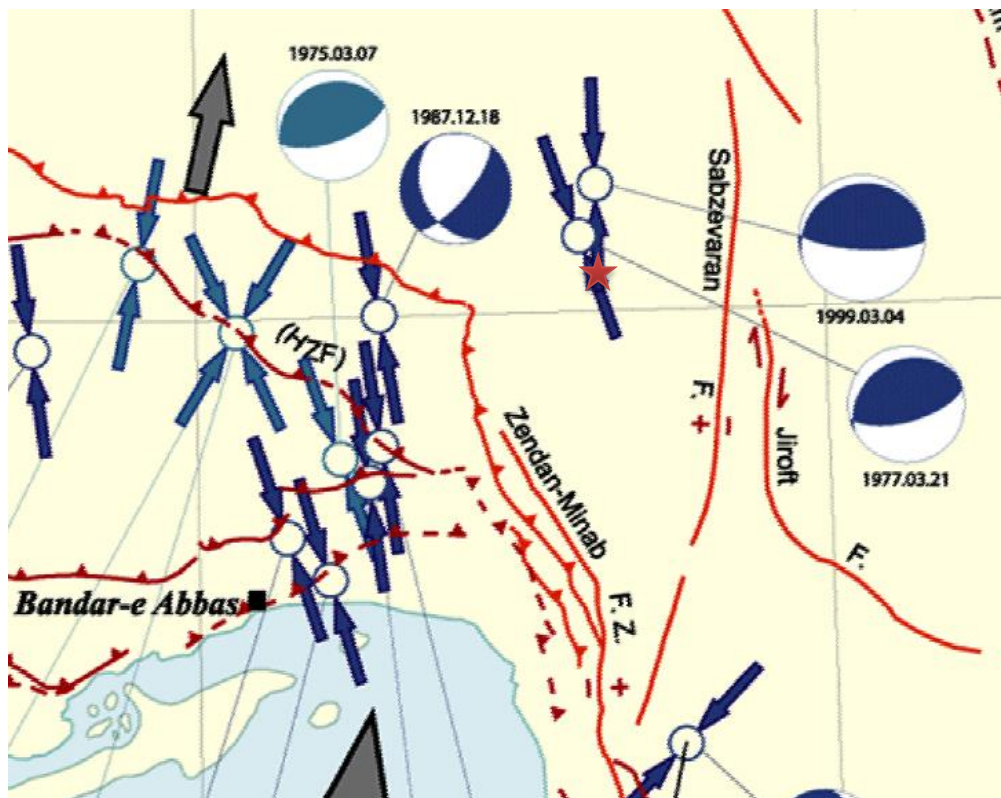 1975.03.07
1987.12.18
Sabzevaran
F.
+ –
1999.03.04
(HZF)
Jiroft
F.
1977.03.21
Zendan-Minab
F. Z.
– +
Bandar-e Abbas